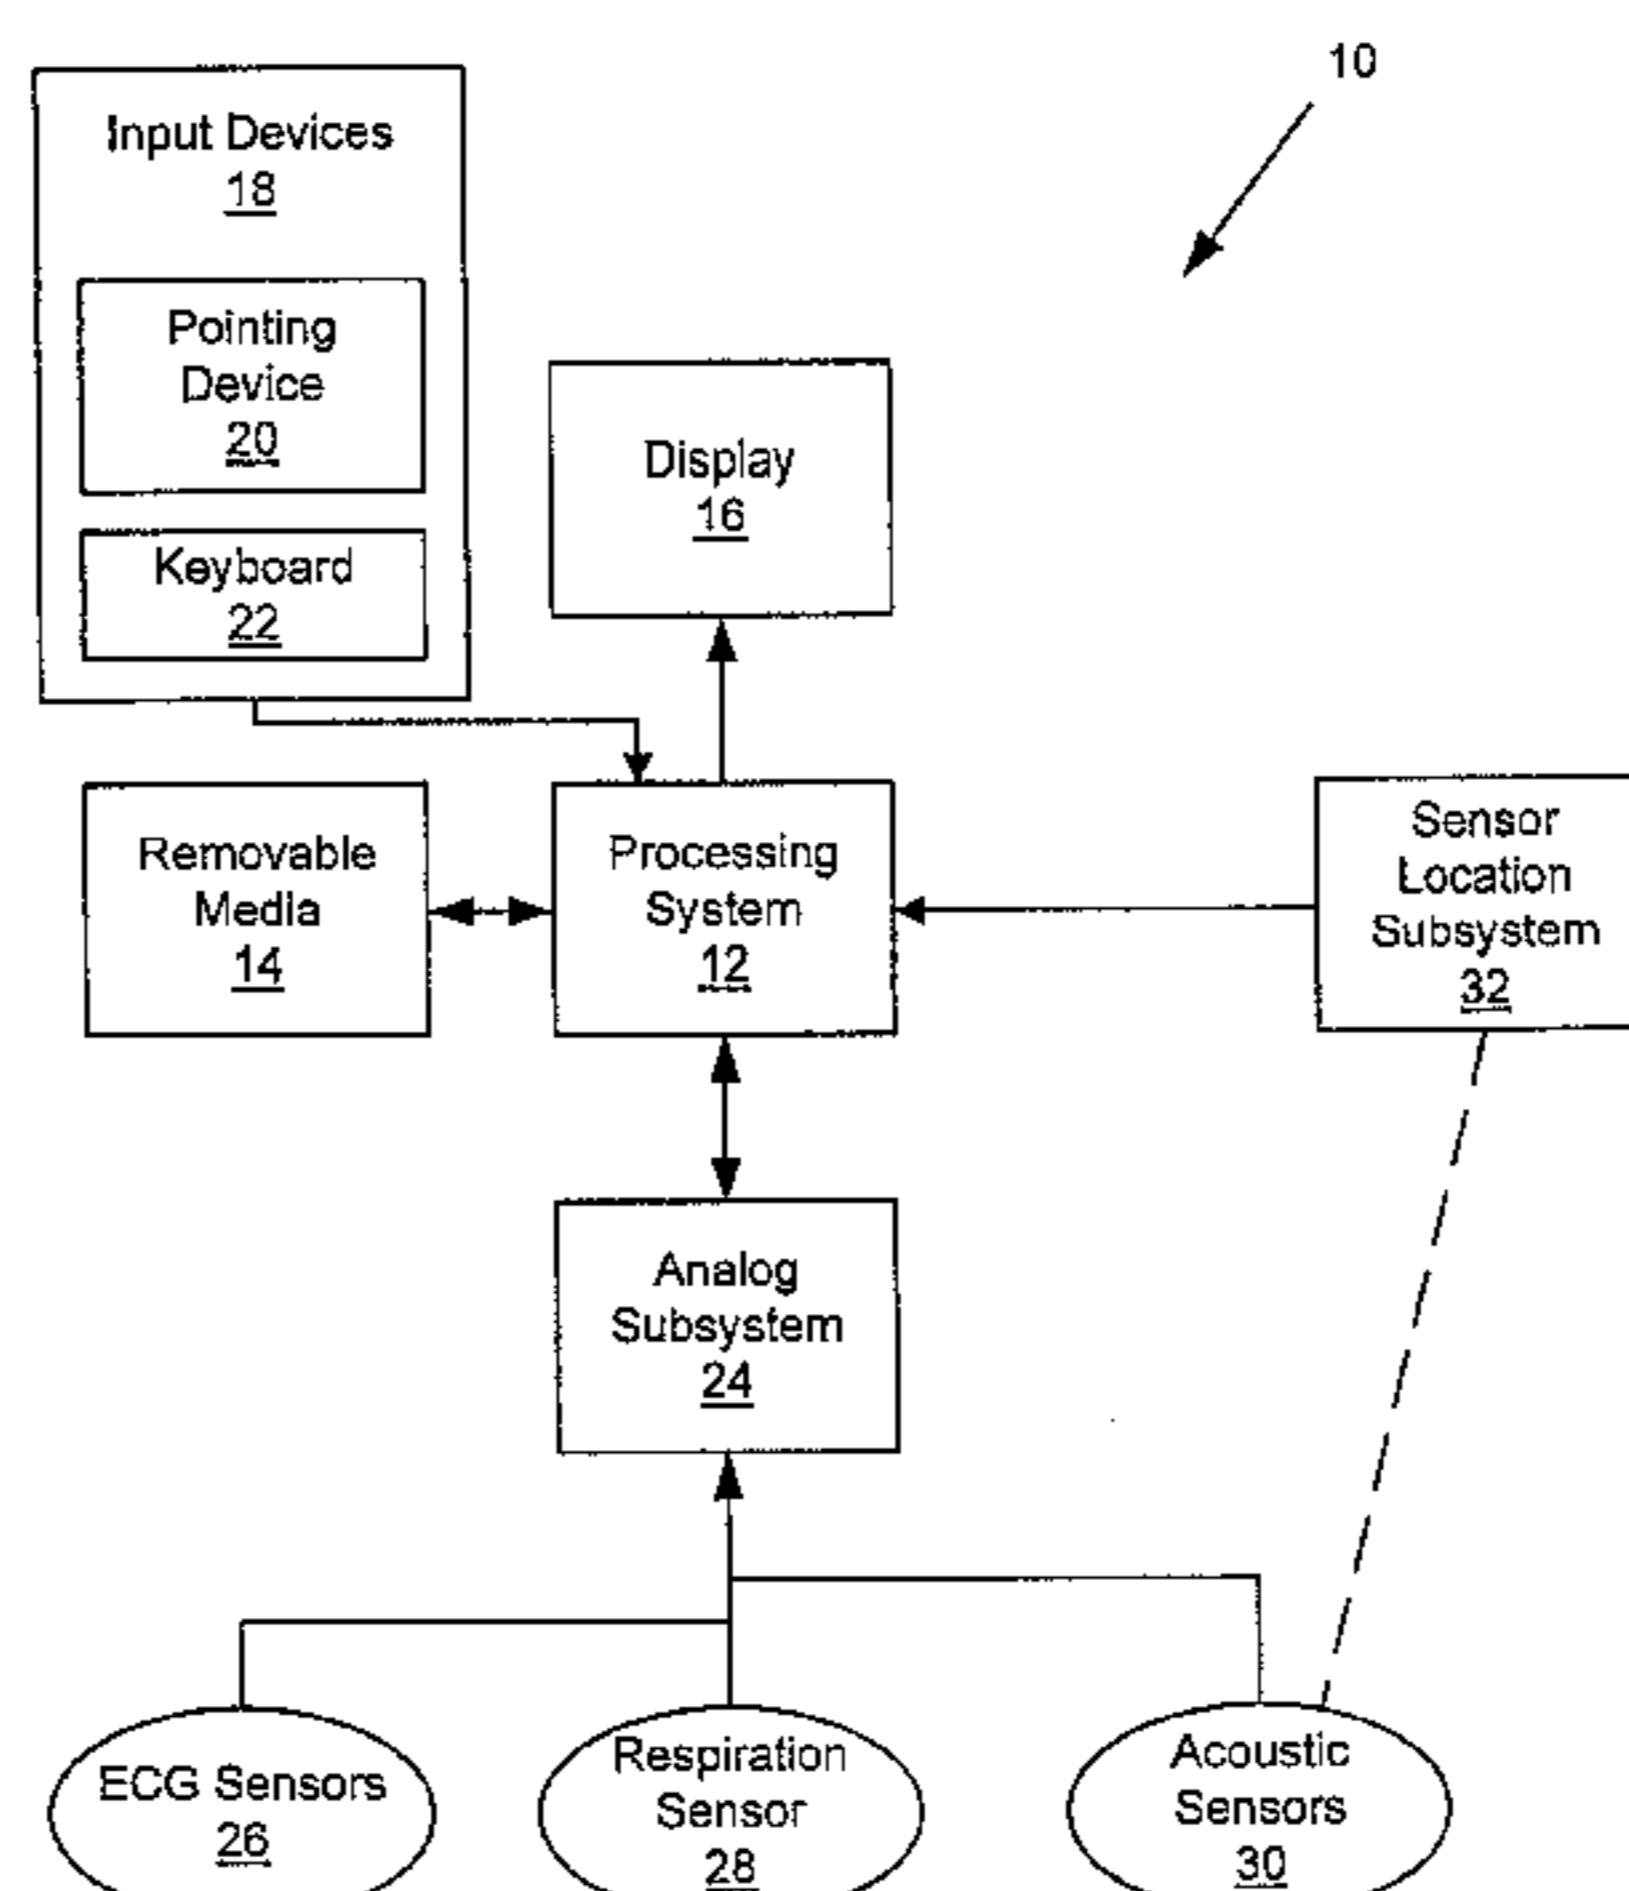 10
Input Devices
18
Pointing
Device
20
Keyboard
22
Display
16
Removable
Media
14
Processing
System
12
Sensor
Location
Subsystem
32
Analog
Subsystem
24
ECG Sensors
26
Respiration
Sensor
28
Acoustic
Sensors
30